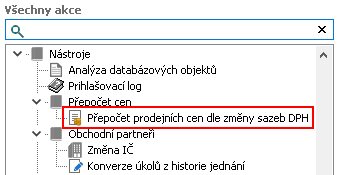 Všechny akce
Nástroje
Analýza databázových objektů
Přihlašovací log
Přepočet cen
Přepočet prodejních cen dle změny sazeb DPH
Obchodní partneři
Změna IČ
Konverze úkolů z historie jednání